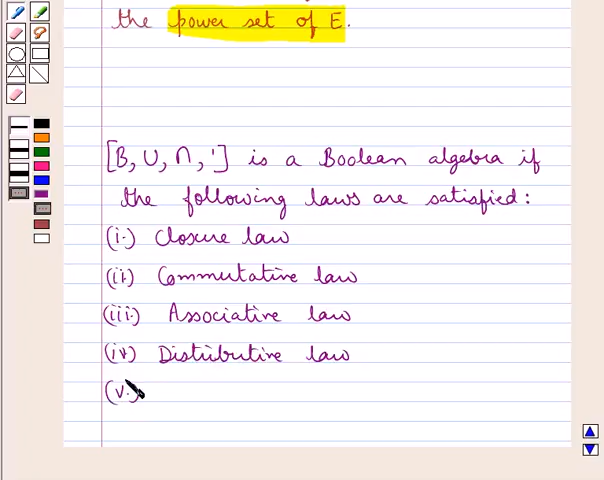 the power set of E.
[B, ∪, ∩, '] is a Boolean algebra if
the following laws are satisfied:
(i.) Closure law
(ii) Commutative law
(iii.) Associative law
(iv.) Distributive law
(v.)